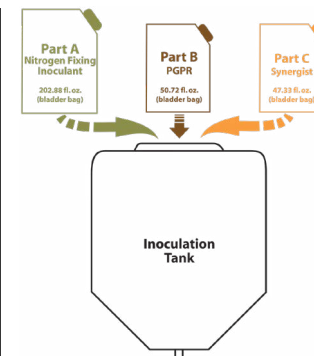 Part A
Nitrogen Fixing
Inoculant
202.88 fl. oz.
(bladder bag)
Part B
PGPR
50.72 fl. oz.
(bladder bag)
Part C
Synergist
47.33 fl. oz.
(bladder bag)
Inoculation
Tank